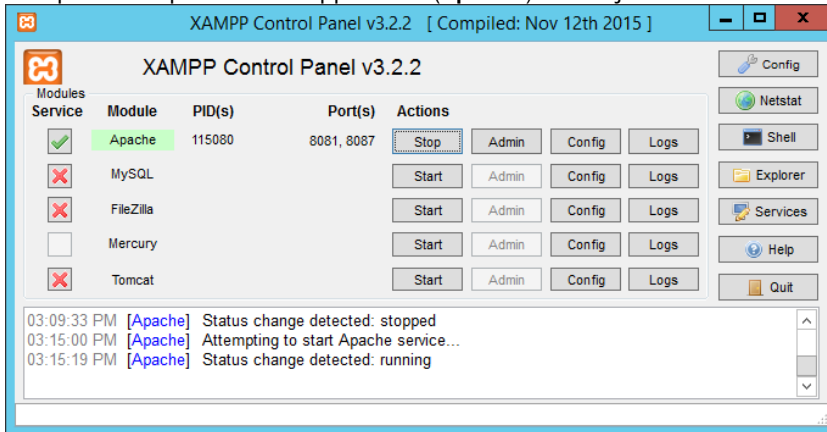 XAMPP Control Panel v3.2.2 [ Compiled: Nov 12th 2015 ]
XAMPP Control Panel v3.2.2
Config
Modules
Service Module PID(s) Port(s) Actions
Netstat
Apache 115080 8081, 8087 Stop Admin Config Logs
Shell
MySQL Start Admin Config Logs
Explorer
FileZilla Start Admin Config Logs
Services
Mercury Start Admin Config Logs
Help
Tomcat Start Admin Config Logs
Quit
03:09:33 PM [Apache] Status change detected: stopped
03:15:00 PM [Apache] Attempting to start Apache service...
03:15:19 PM [Apache] Status change detected: running